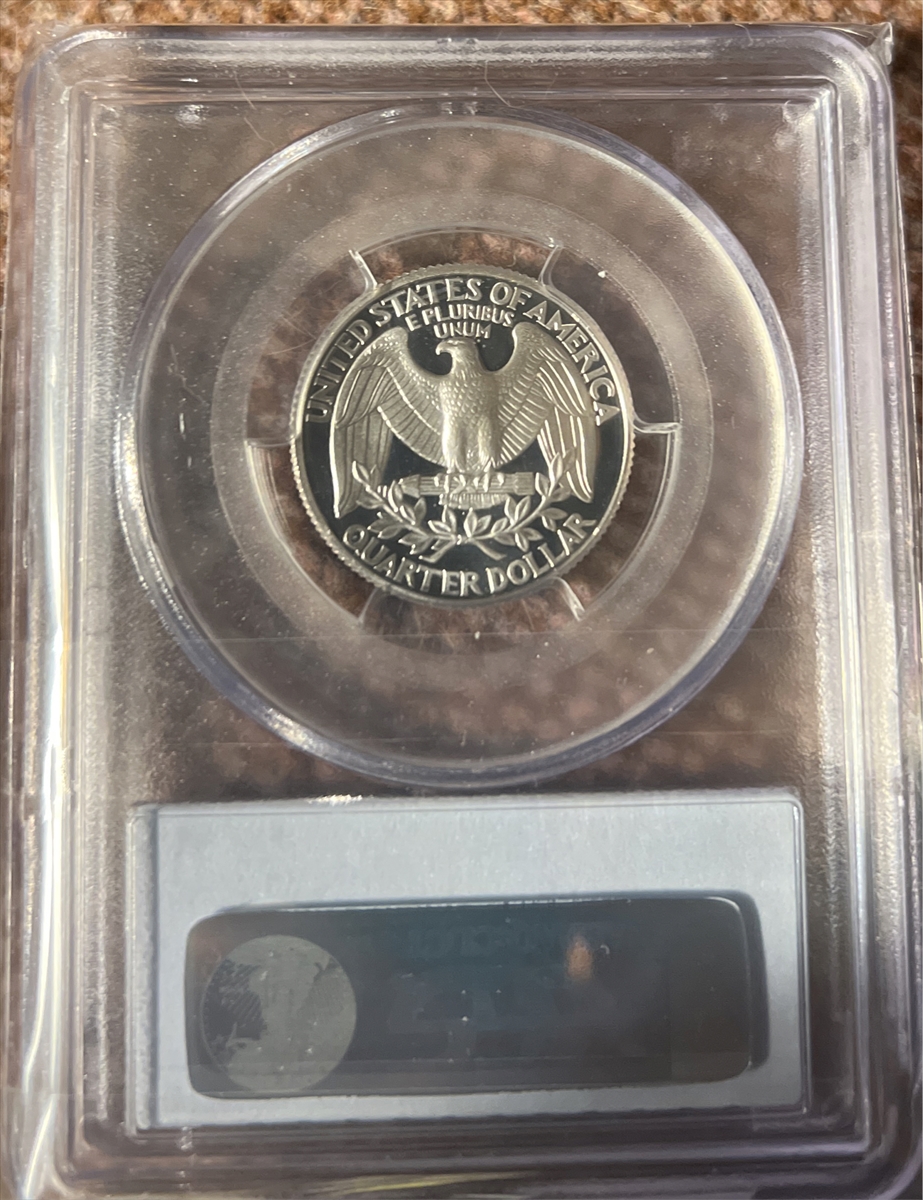 UNITED STATES OF AMERICA
E PLURIBUS
UNUM
QUARTER DOLLAR